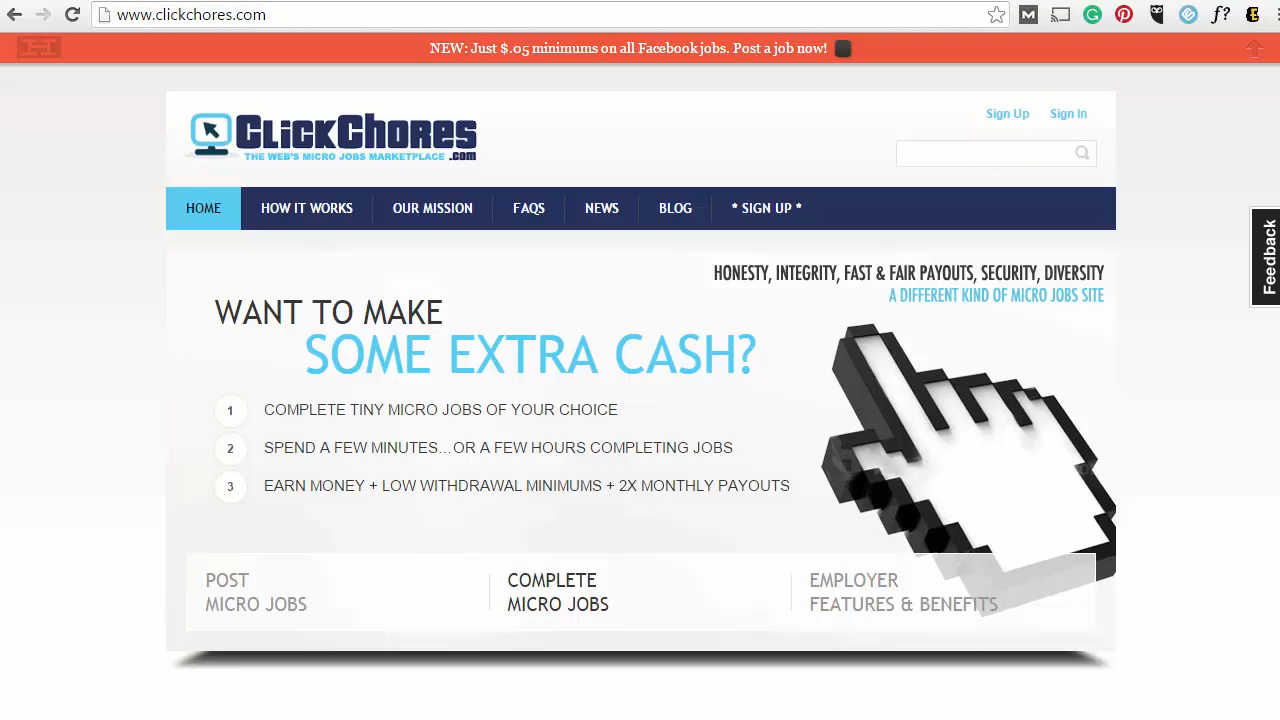 www.clickchores.com
NEW: Just $.05 minimums on all Facebook jobs. Post a job now!
Sign Up Sign In
CLICKCHORES
THE WEB'S MICRO JOBS MARKETPLACE .COM
HOME HOW IT WORKS OUR MISSION FAQS NEWS BLOG * SIGN UP *
Feedback
HONESTY, INTEGRITY, FAST & FAIR PAYOUTS, SECURITY, DIVERSITY
A DIFFERENT KIND OF MICRO JOBS SITE
WANT TO MAKE
SOME EXTRA CASH?
1 COMPLETE TINY MICRO JOBS OF YOUR CHOICE
2 SPEND A FEW MINUTES...OR A FEW HOURS COMPLETING JOBS
3 EARN MONEY + LOW WITHDRAWAL MINIMUMS + 2X MONTHLY PAYOUTS
POST
MICRO JOBS
COMPLETE
MICRO JOBS
EMPLOYER
FEATURES & BENEFITS